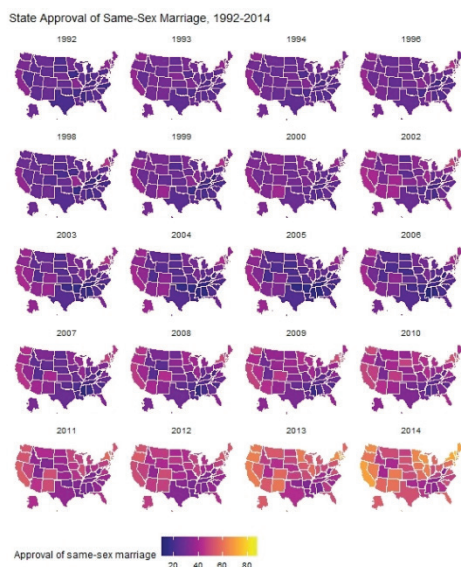 State Approval of Same-Sex Marriage, 1992-2014
1992 1993 1994 1996
1998 1999 2000 2002
2003 2004 2005 2006
2007 2008 2009 2010
2011 2012 2013 2014
Approval of same-sex marriage
20 40 60 80